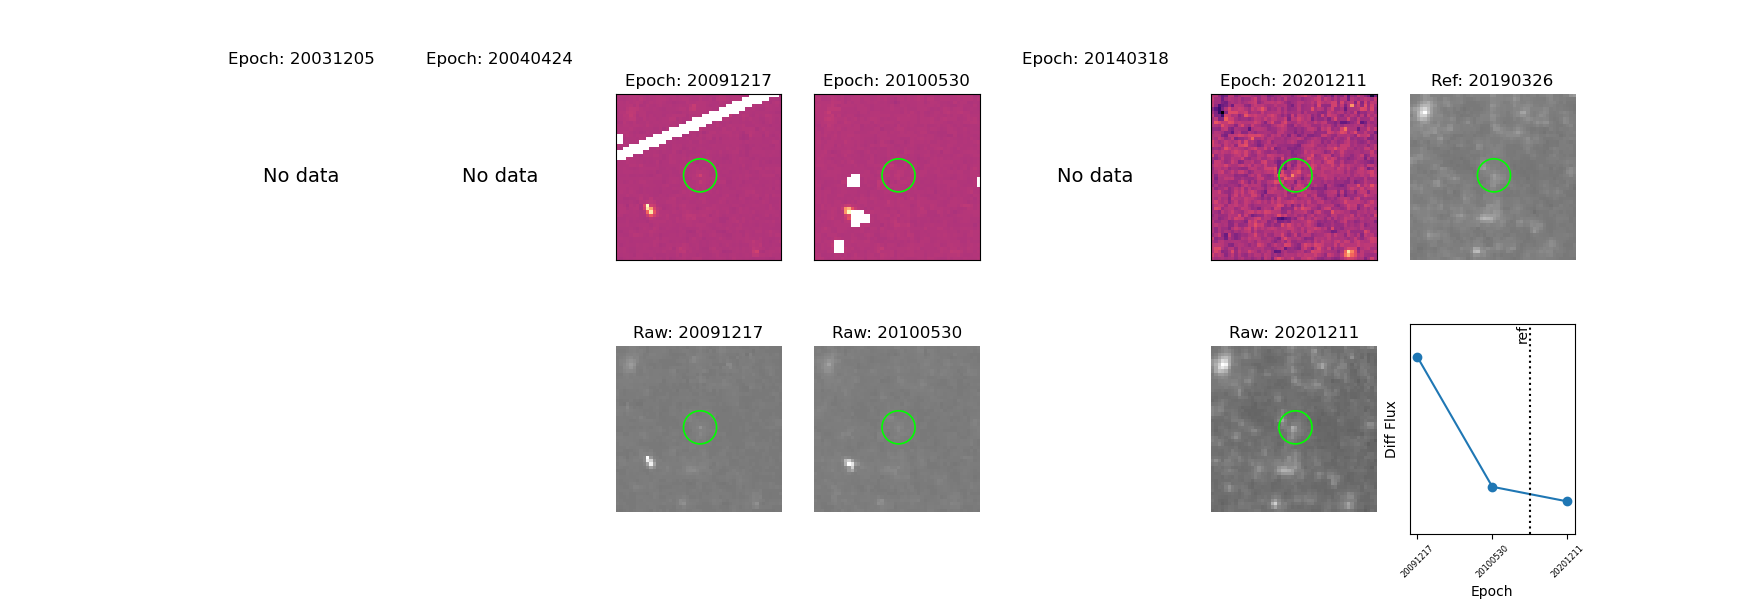 Epoch: 20031205
Epoch: 20040424
Epoch: 20091217
Epoch: 20100530
Epoch: 20140318
Epoch: 20201211
Ref: 20190326
No data
No data
No data
Raw: 20091217
Raw: 20100530
Raw: 20201211
ref
Diff Flux
20091217
20100530
20201211
Epoch